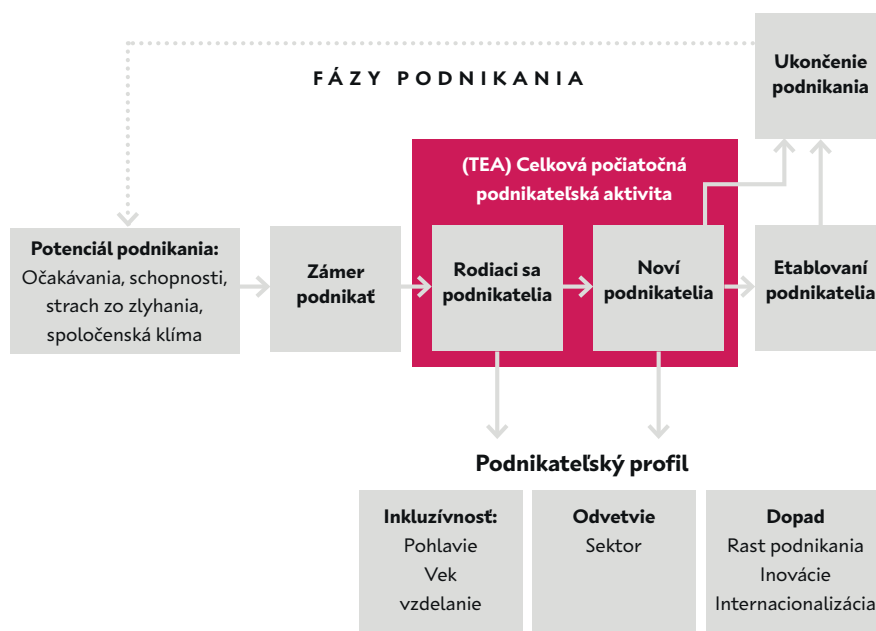 Ukončenie
podnikania
FÁZY PODNIKANIA
(TEA) Celková počiatočná
podnikateľská aktivita
Potenciál podnikania:
Očakávania, schopnosti,
strach zo zlyhania,
spoločenská klíma
Zámer
podnikať
Rodiaci sa
podnikatelia
Noví
podnikatelia
Etablovaní
podnikatelia
Podnikateľský profil
Inkluzívnosť:
Pohlavie
Vek
vzdelanie
Odvetvie
Sektor
Dopad
Rast podnikania
Inovácie
Internacionalizácia